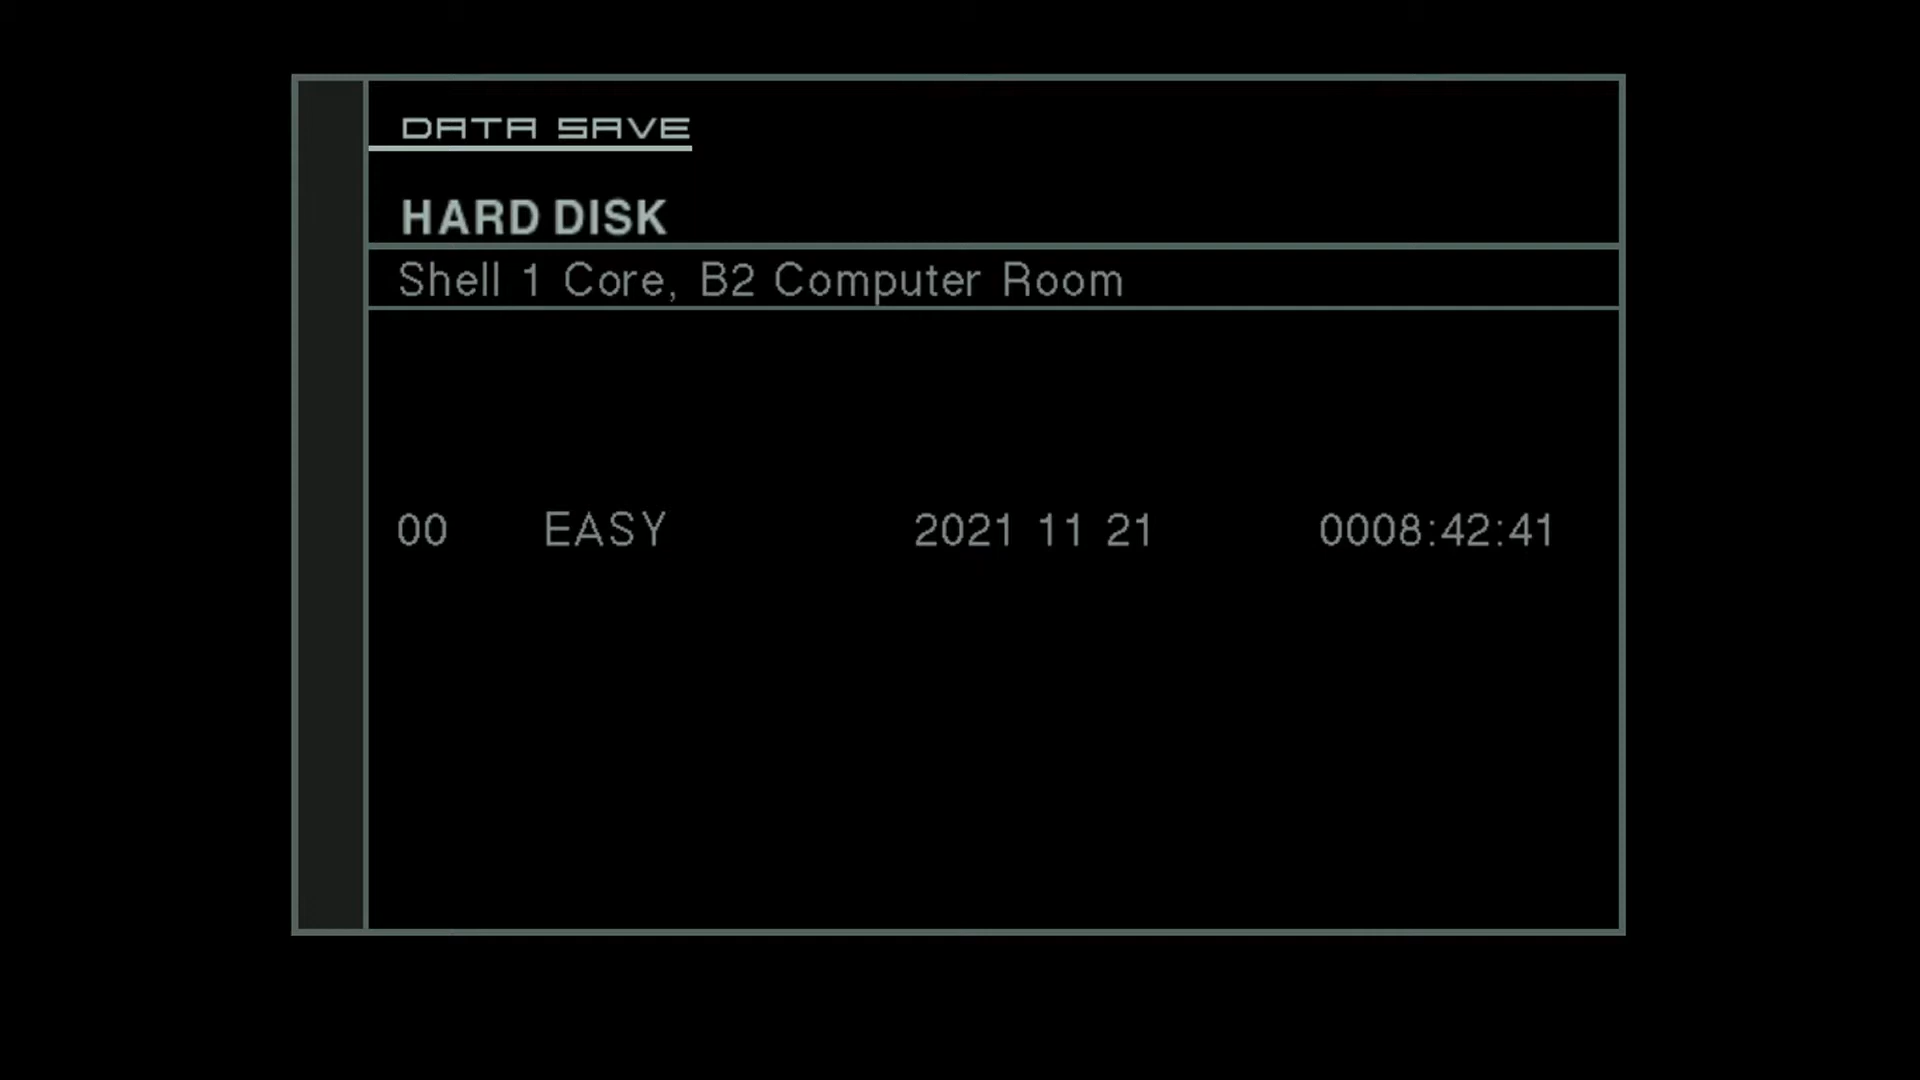 DATA SAVE
HARD DISK
Shell 1 Core, B2 Computer Room
00 EASY 2021 11 21 0008:42:41